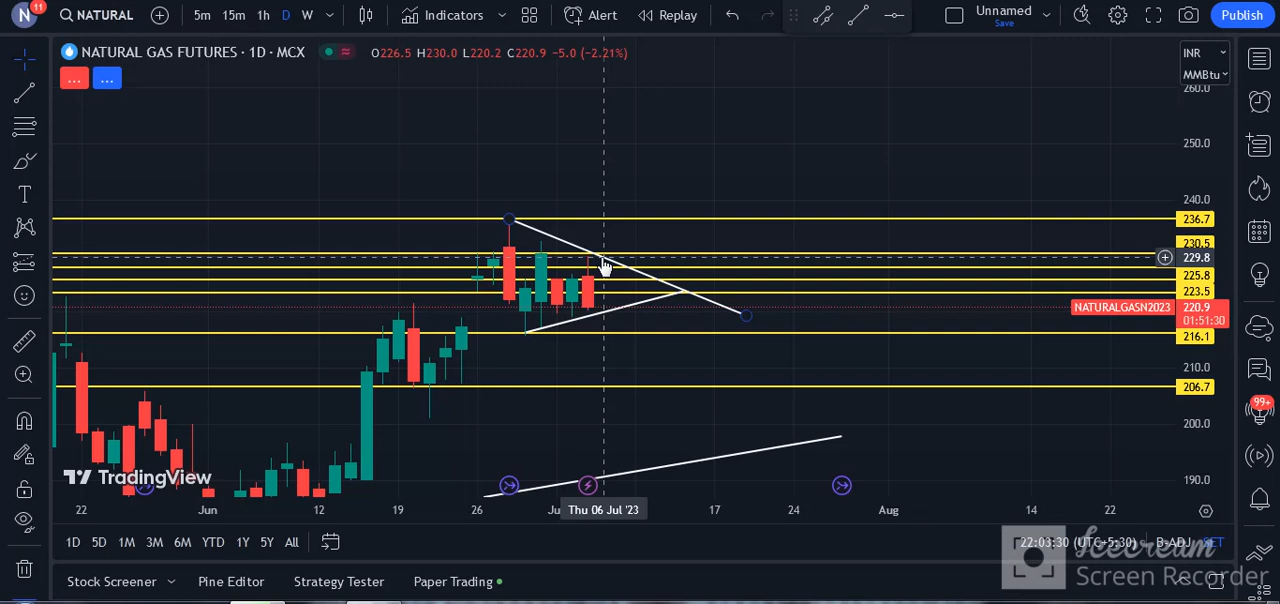 N 11 NATURAL 5m 15m 1h D W Indicators Alert Replay Unnamed Save Publish
NATURAL GAS FUTURES · 1D · MCX O226.5 H230.0 L220.2 C220.9 -5.0 (-2.21%)
INR
MMBtu
... ...
260.0
250.0
240.0
236.7
230.5
229.8
225.8
223.5
NATURALGASN2023 220.9
01:51:30
216.1
210.0
206.7
200.0
190.0
99+
TradingView
22 Jun 12 19 26 Ju Thu 06 Jul '23 17 24 Aug 14 22
1D 5D 1M 3M 6M YTD 1Y 5Y All 22:03:30 (UTC+5:30) B-ADJ SET
Stock Screener Pine Editor Strategy Tester Paper Trading
Icecream
Screen Recorder